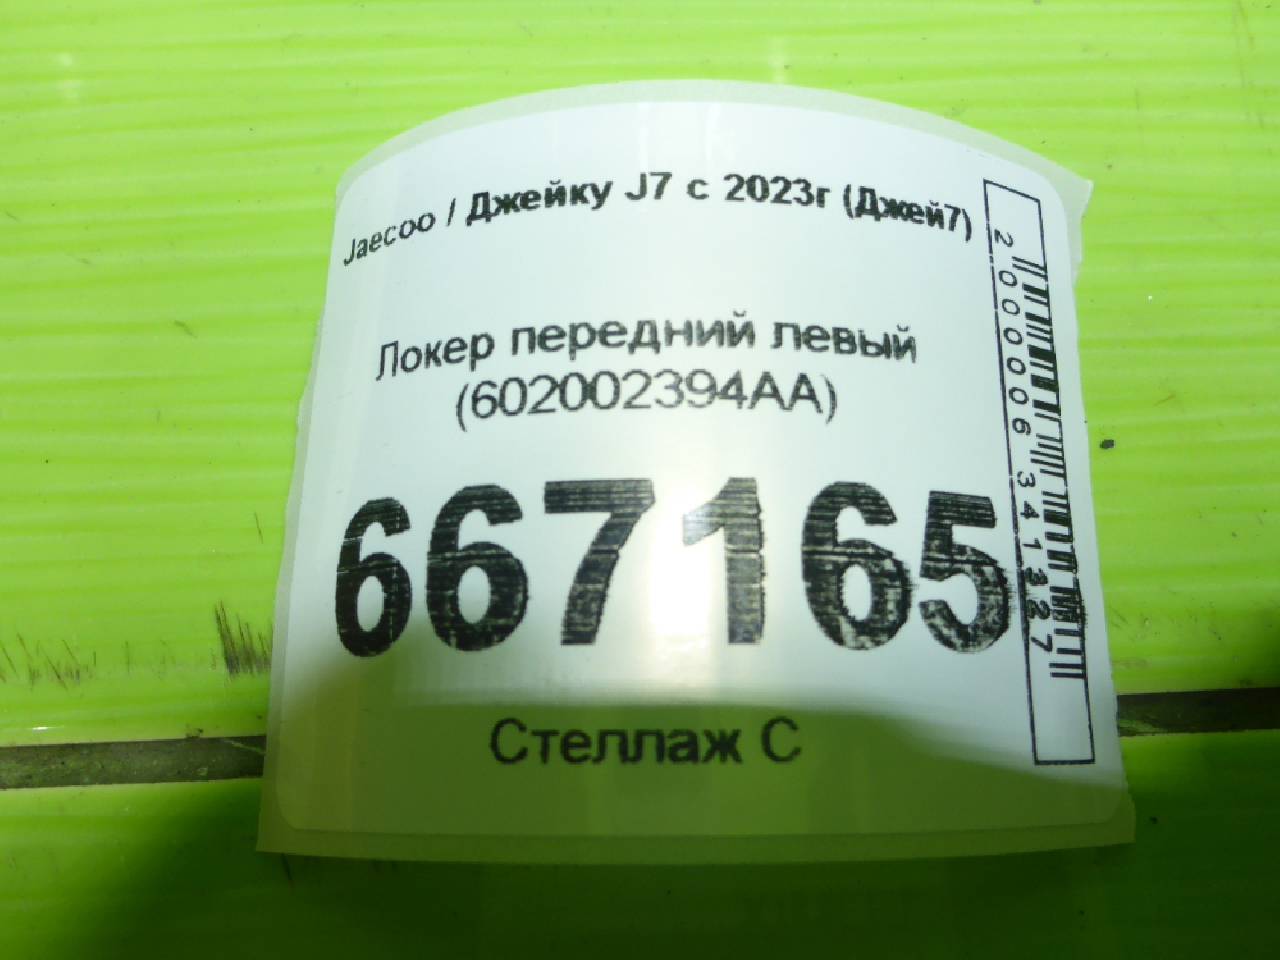 Jaecoo / Джейку J7 с 2023г (Джей7)
Локер передний левый
(602002394AA)
667165
Стеллаж С
2000006341327